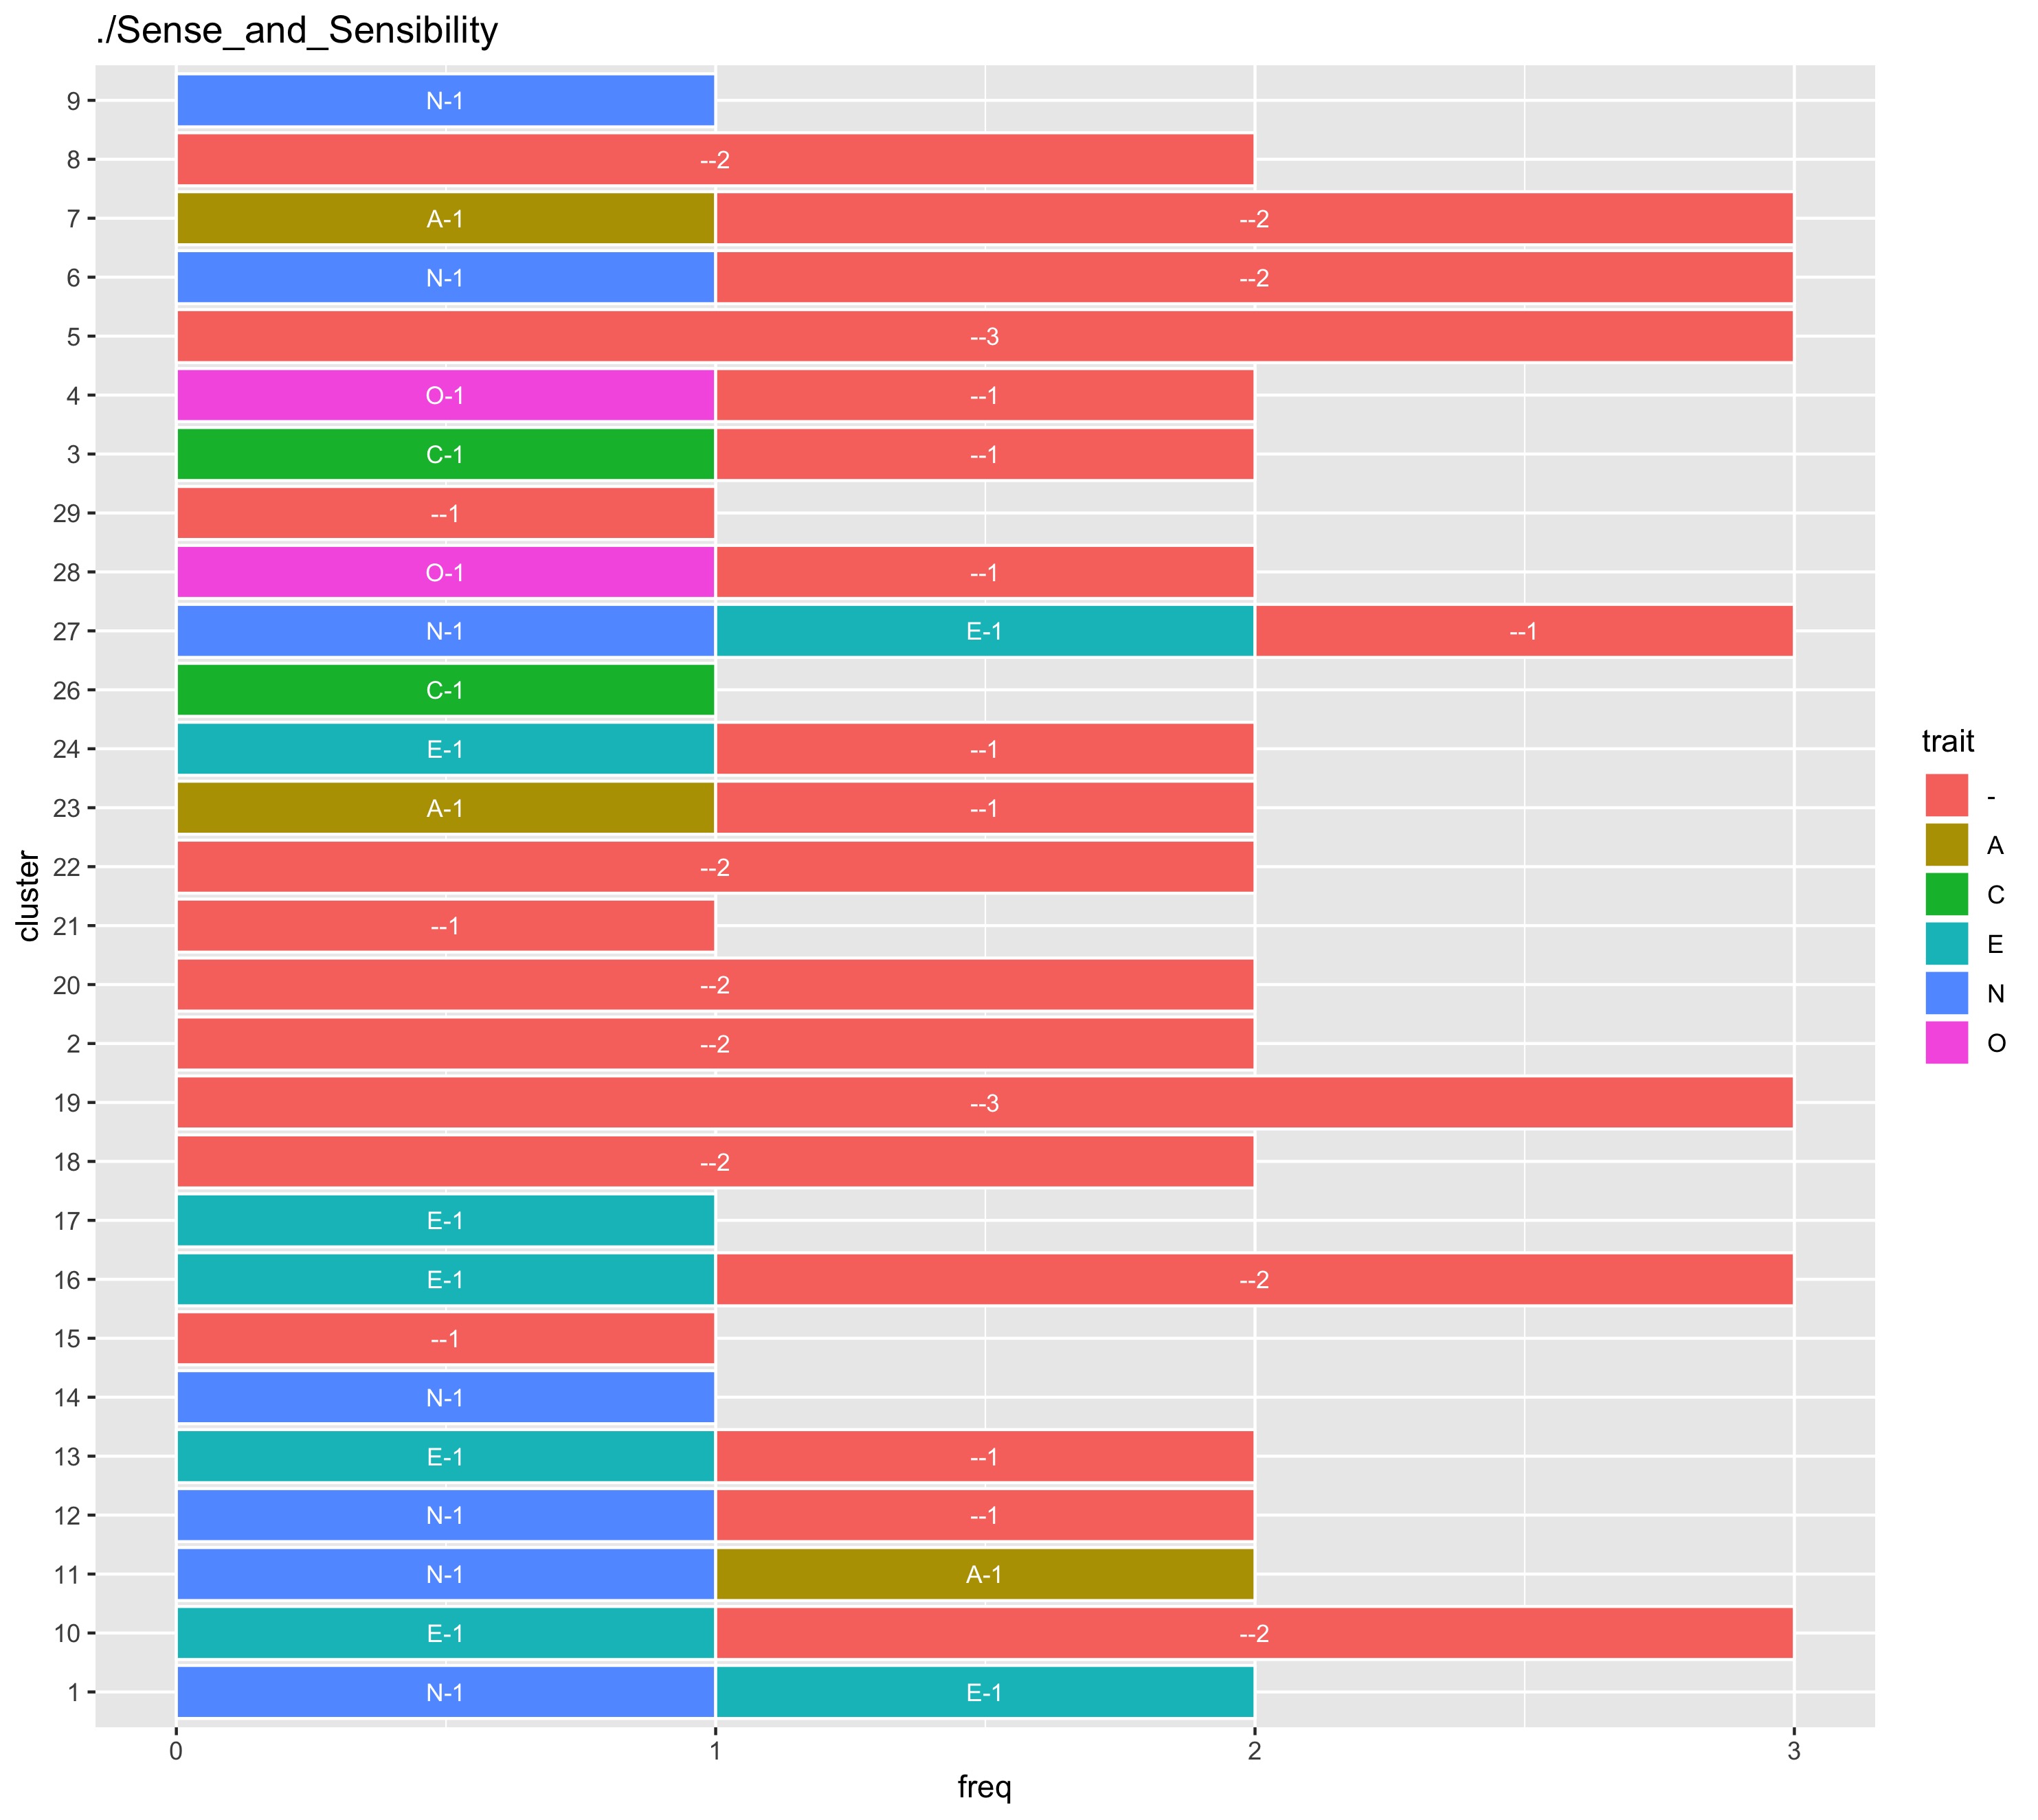 ./Sense_and_Sensibility
9 N-1
8 --2
7 A-1 --2
6 N-1 --2
5 --3
4 O-1 --1
3 C-1 --1
29 --1
28 O-1 --1
27 N-1 E-1 --1
26 C-1
24 E-1 --1
23 A-1 --1
22 --2
21 --1
20 --2
2 --2
19 --3
18 --2
17 E-1
16 E-1 --2
15 --1
14 N-1
13 E-1 --1
12 N-1 --1
11 N-1 A-1
10 E-1 --2
1 N-1 E-1
0 1 2 3
freq
cluster
trait
-
A
C
E
N
O